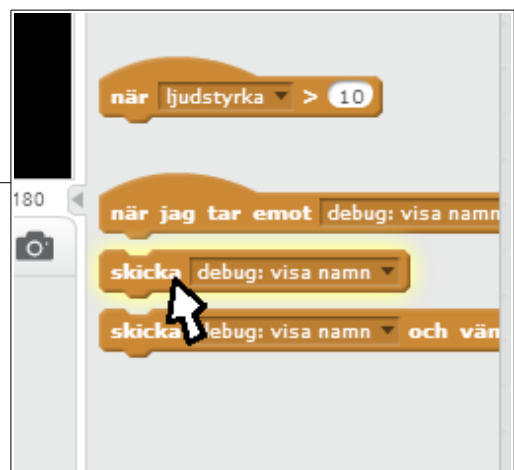 när ljudstyrka > 10
180
när jag tar emot debug: visa namn
skicka debug: visa namn
skicka debug: visa namn och vän